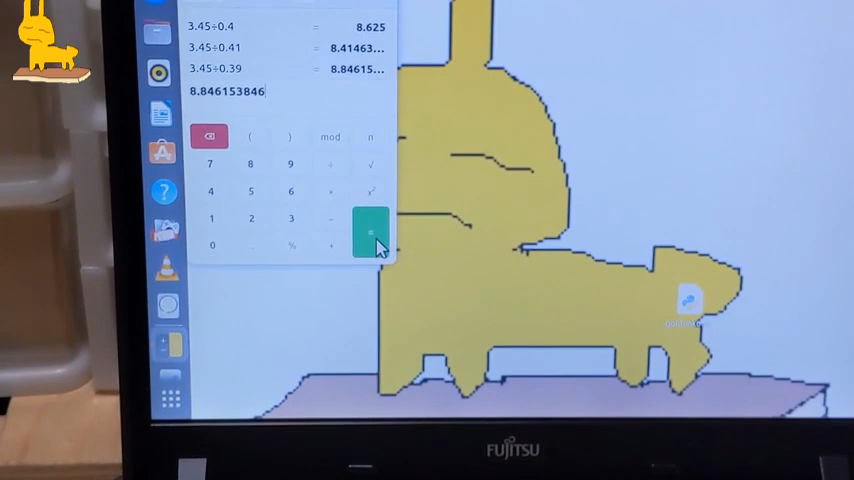 3.45÷0.4 = 8.625
3.45÷0.41 = 8.41463...
3.45÷0.39 = 8.84615...
8.846153846
( ) mod π
7 8 9 ÷ √
4 5 6 × x²
1 2 3 − =
0 . % +
FUJITSU